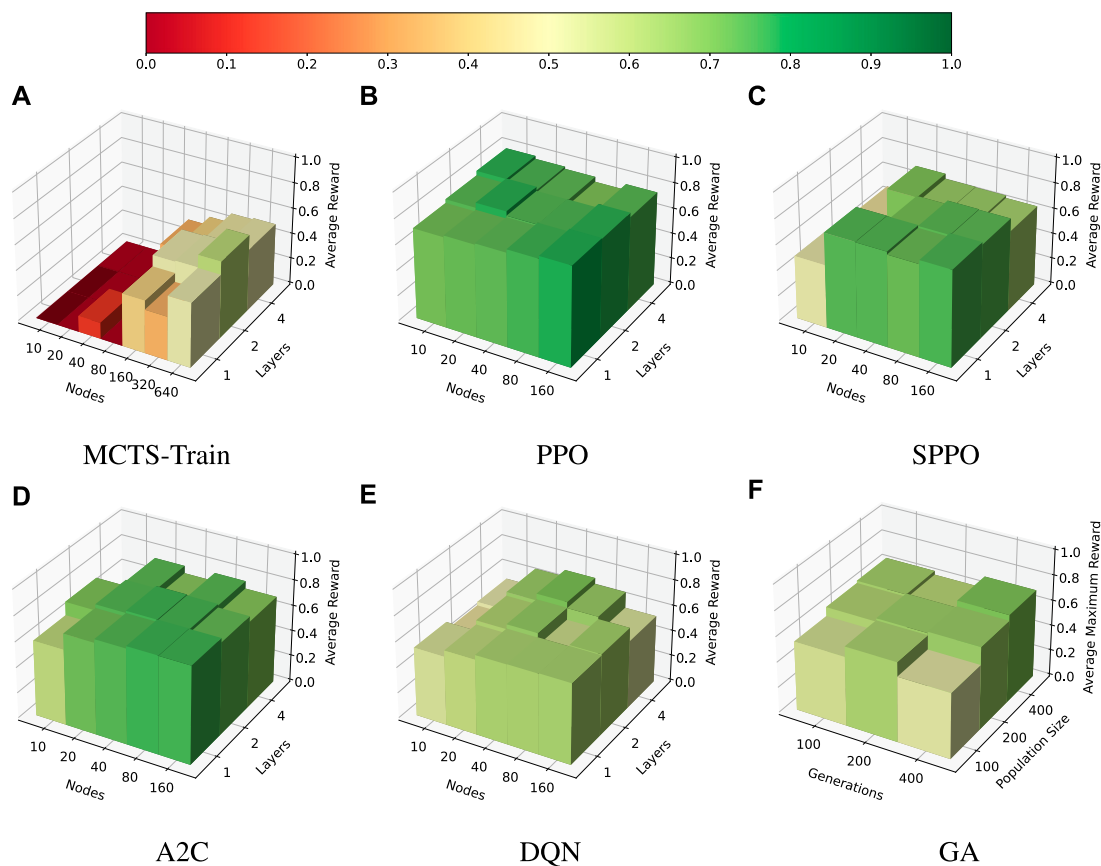 0.0 0.1 0.2 0.3 0.4 0.5 0.6 0.7 0.8 0.9 1.0
A
1.0
0.8
0.6
0.4
0.2
0.0
Average Reward
10 20 40 80 160 320 640
Nodes
1 2 4
Layers
MCTS-Train
B
1.0
0.8
0.6
0.4
0.2
0.0
Average Reward
10 20 40 80 160
Nodes
1 2 4
Layers
PPO
C
1.0
0.8
0.6
0.4
0.2
0.0
Average Reward
10 20 40 80 160
Nodes
1 2 4
Layers
SPPO
D
1.0
0.8
0.6
0.4
0.2
0.0
Average Reward
10 20 40 80 160
Nodes
1 2 4
Layers
A2C
E
1.0
0.8
0.6
0.4
0.2
0.0
Average Reward
10 20 40 80 160
Nodes
1 2 4
Layers
DQN
F
1.0
0.8
0.6
0.4
0.2
0.0
Average Maximum Reward
100 200 400
Generations
100 200 400
Population Size
GA